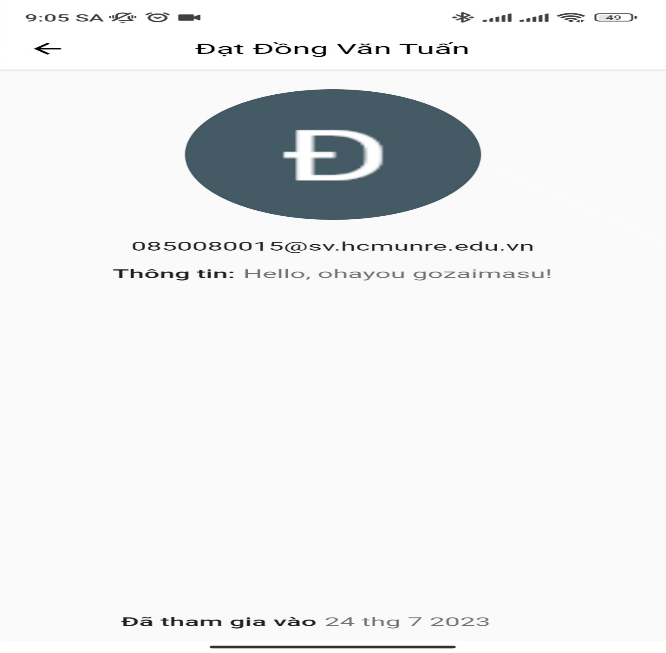 9:05 SA
49
Đạt Đồng Văn Tuấn
Đ
0850080015@sv.hcmunre.edu.vn
Thông tin: Hello, ohayou gozaimasu!
Đã tham gia vào 24 thg 7 2023